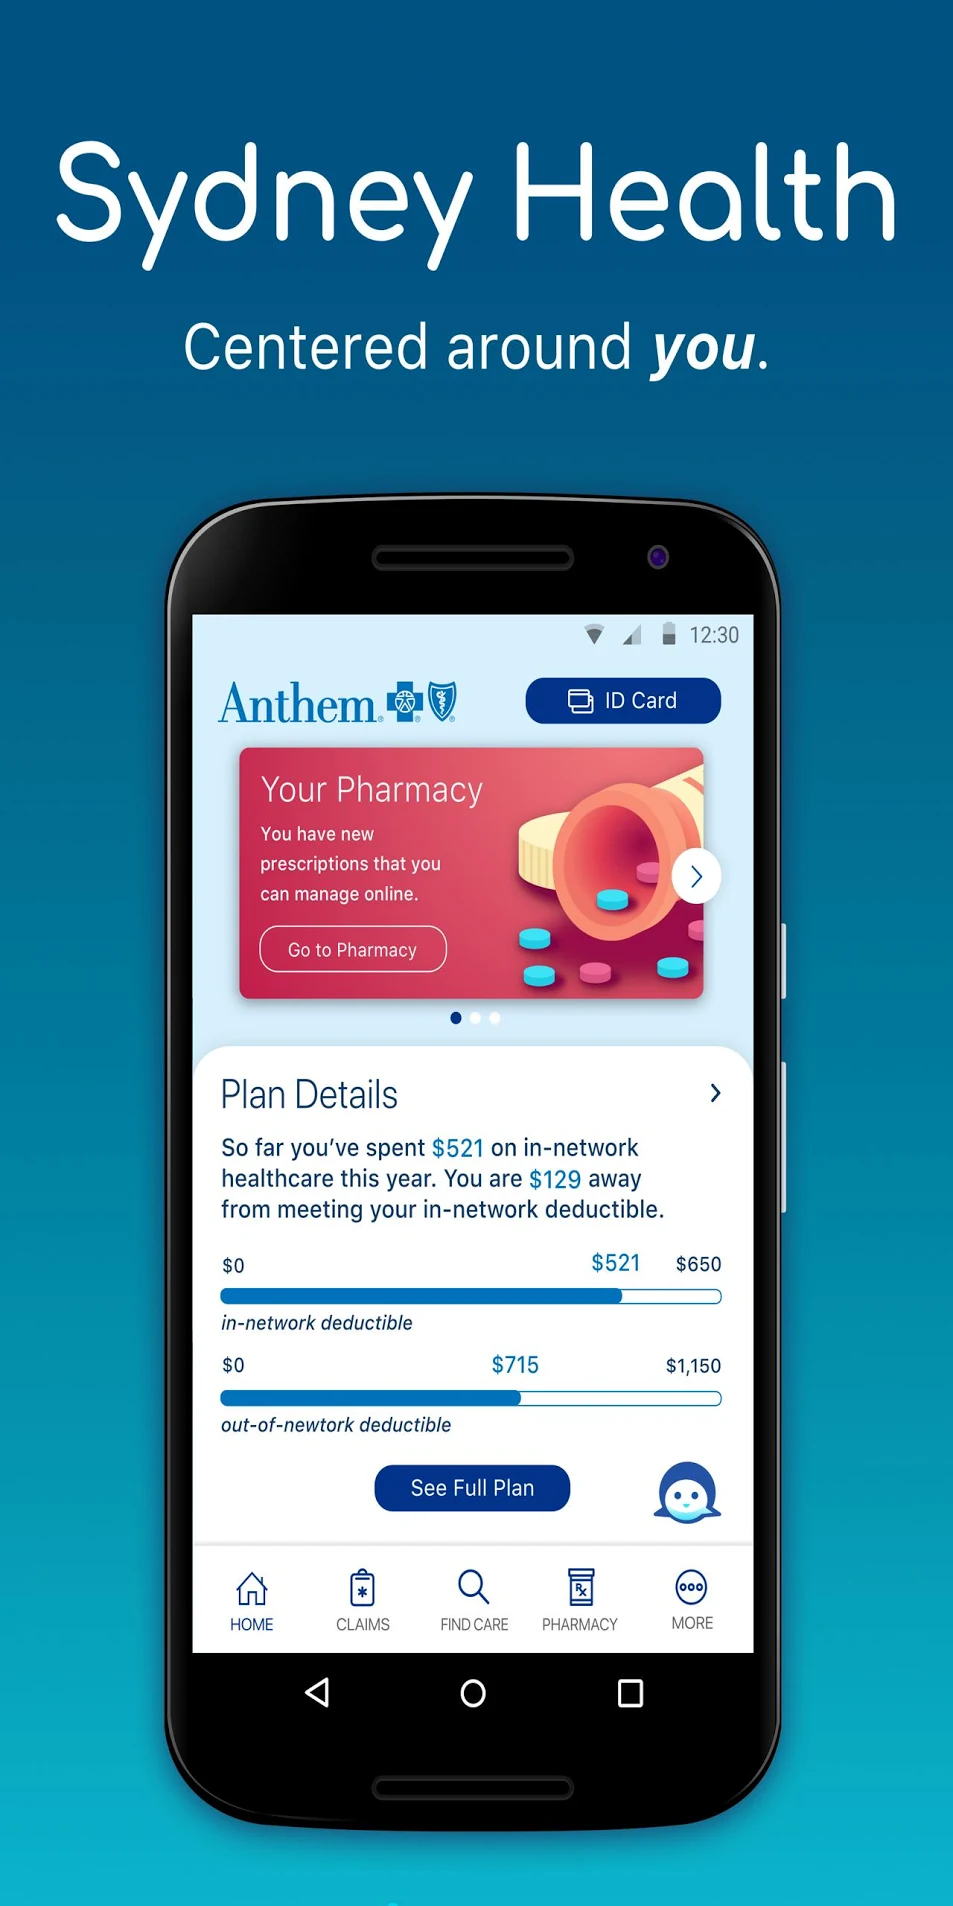 Sydney Health
Centered around you.
12:30
Anthem
ID Card
Your Pharmacy
You have new
prescriptions that you
can manage online.
Go to Pharmacy
Plan Details
So far you’ve spent $521 on in-network
healthcare this year. You are $129 away
from meeting your in-network deductible.
$0 $521 $650
in-network deductible
$0 $715 $1,150
out-of-newtork deductible
See Full Plan
Rx
HOME CLAIMS FIND CARE PHARMACY MORE